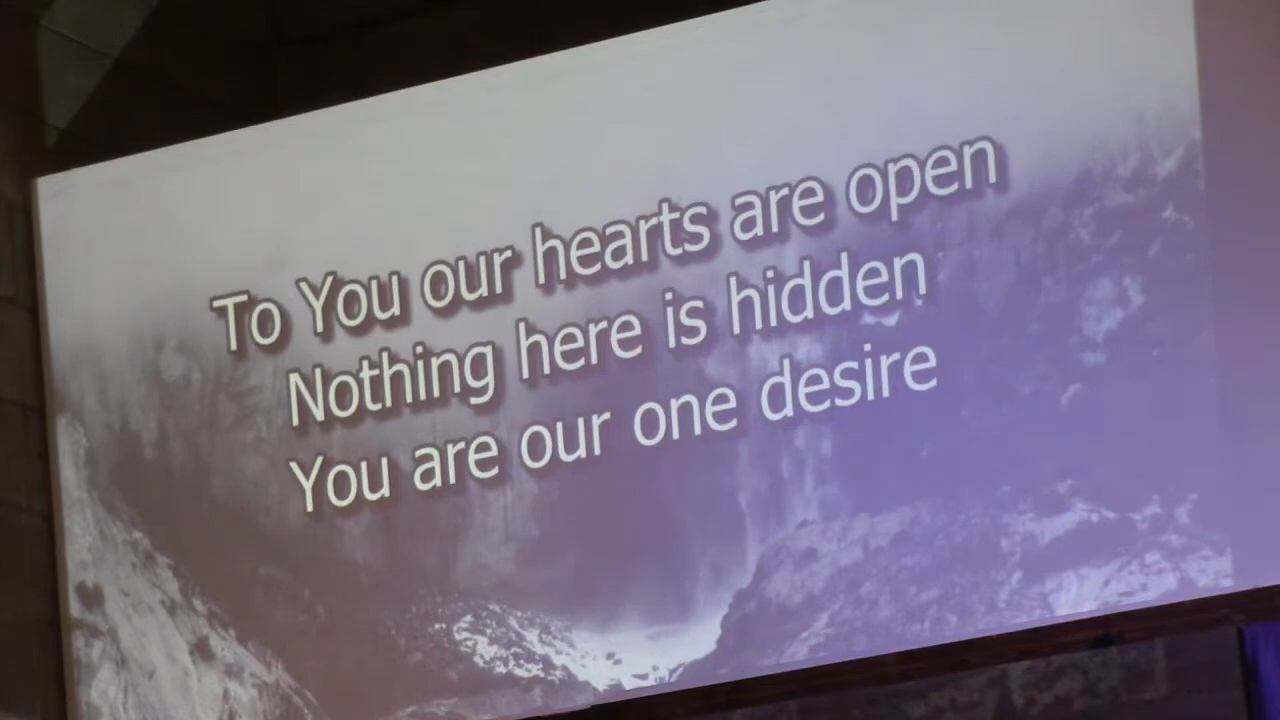 To You our hearts are open
Nothing here is hidden
You are our one desire